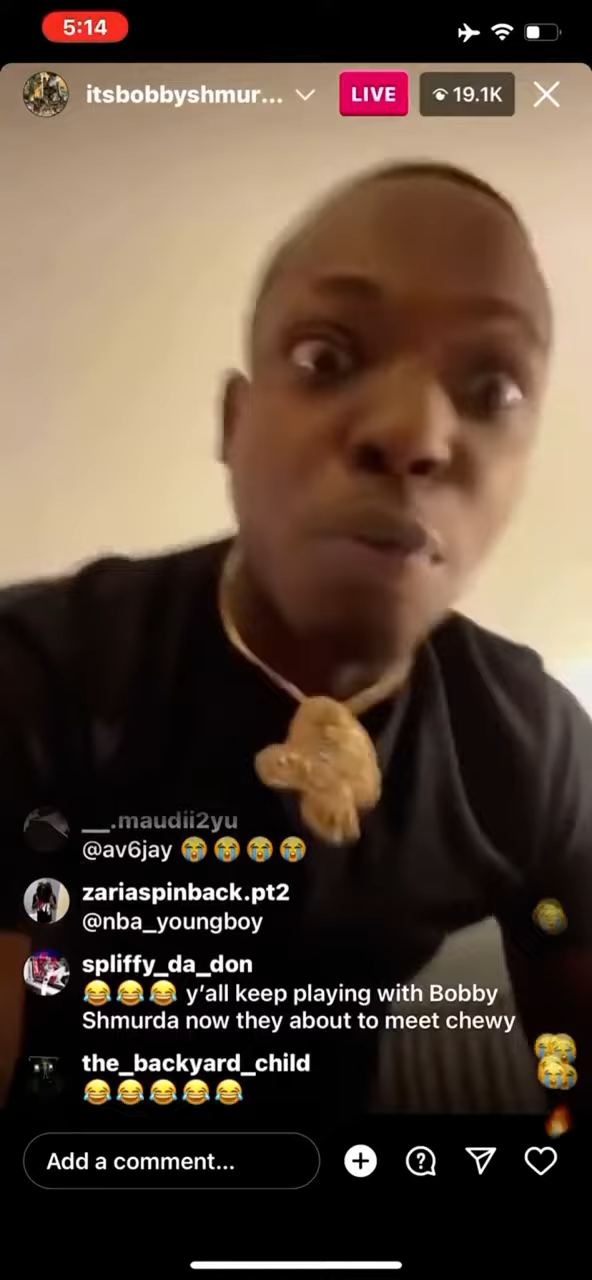 5:14
itsbobbyshmur...
LIVE
19.1K
__.maudii2yu
@av6jay 😭 😭 😭 😭
zariaspinback.pt2
@nba_youngboy
spliffy_da_don
😂 😂 😂 y’all keep playing with Bobby
Shmurda now they about to meet chewy
the_backyard_child
😂 😂 😂 😂 😂
Add a comment...